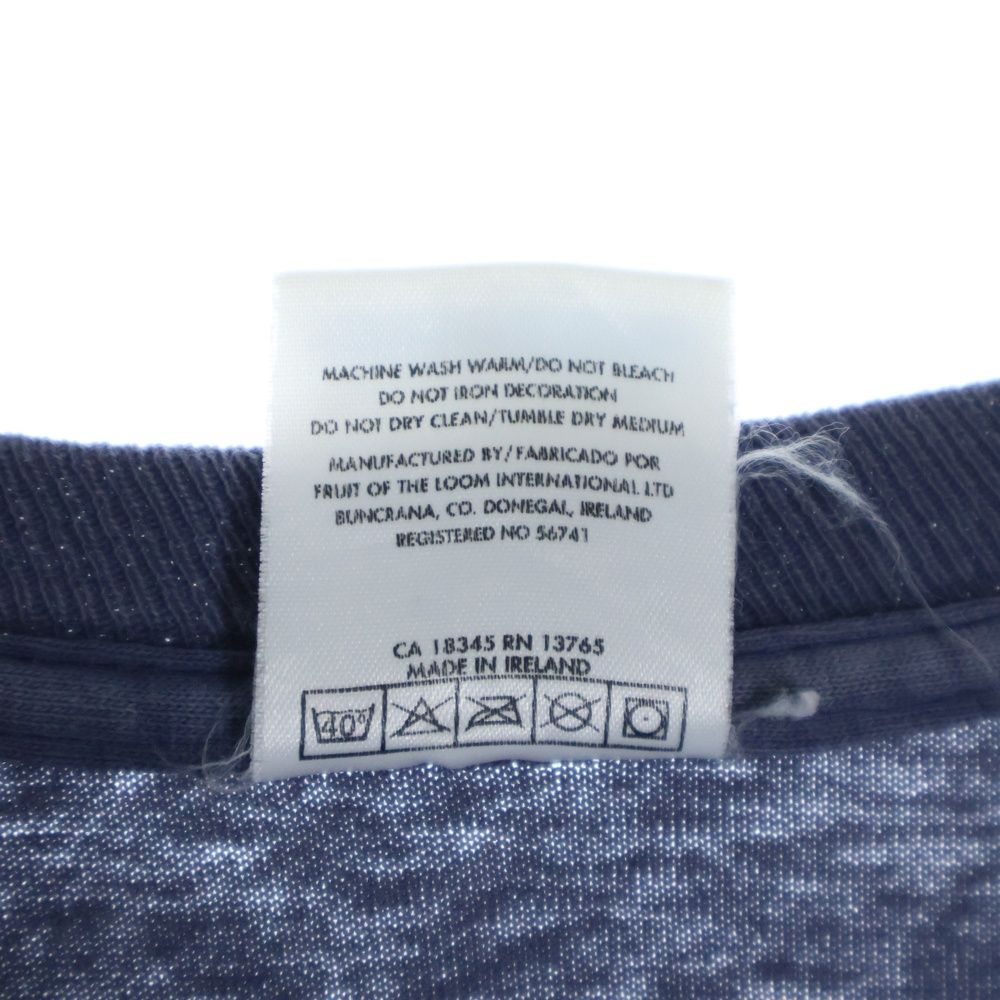 MACHINE WASH WARM/DO NOT BLEACH
DO NOT IRON DECORATION
DO NOT DRY CLEAN/TUMBLE DRY MEDIUM
MANUFACTURED BY/FABRICADO POR
FRUIT OF THE LOOM INTERNATIONAL LTD
BUNCRANA, CO. DONEGAL, IRELAND
REGISTERED NO 56741
CA 18345 RN 13765
MADE IN IRELAND
40°